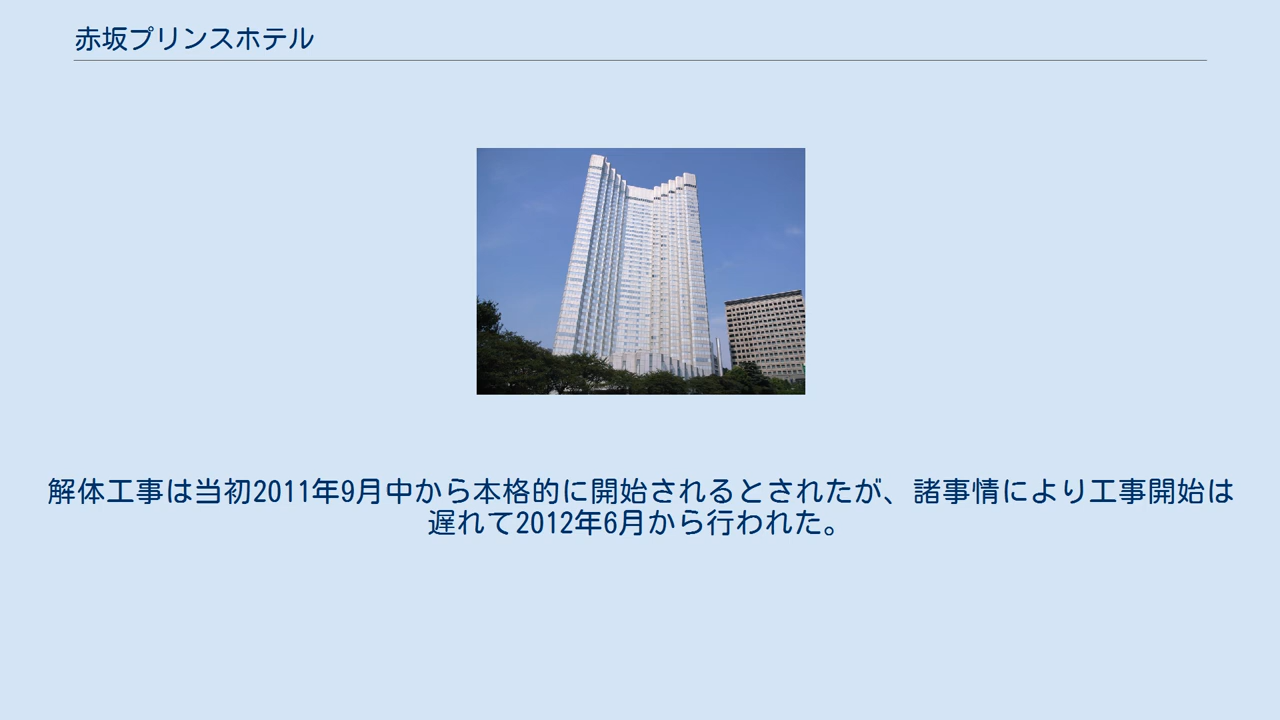 赤坂プリンスホテル
解体工事は当初2011年9月中から本格的に開始されるとされたが、諸事情により工事開始は
遅れて2012年6月から行われた。